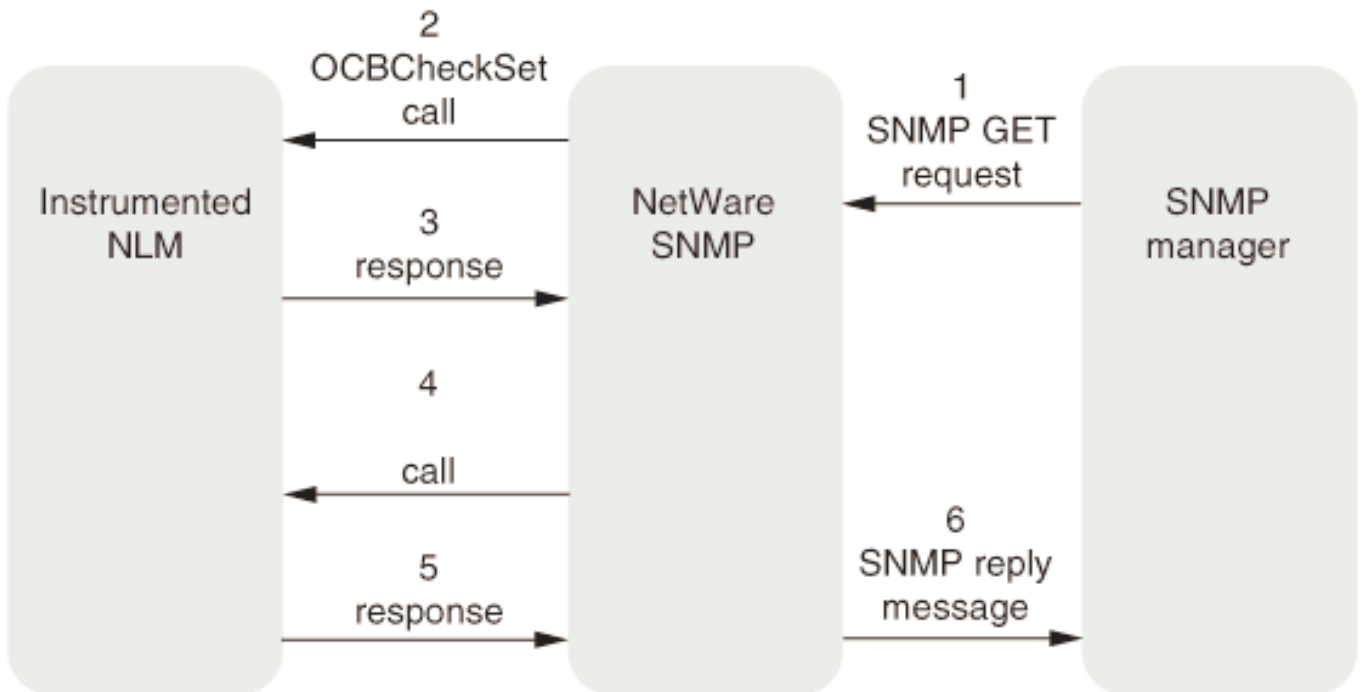 2
OCBCheckSet
call
1
SNMP GET
request
Instrumented
NLM
NetWare
SNMP
SNMP
manager
3
response
4
call
5
response
6
SNMP reply
message